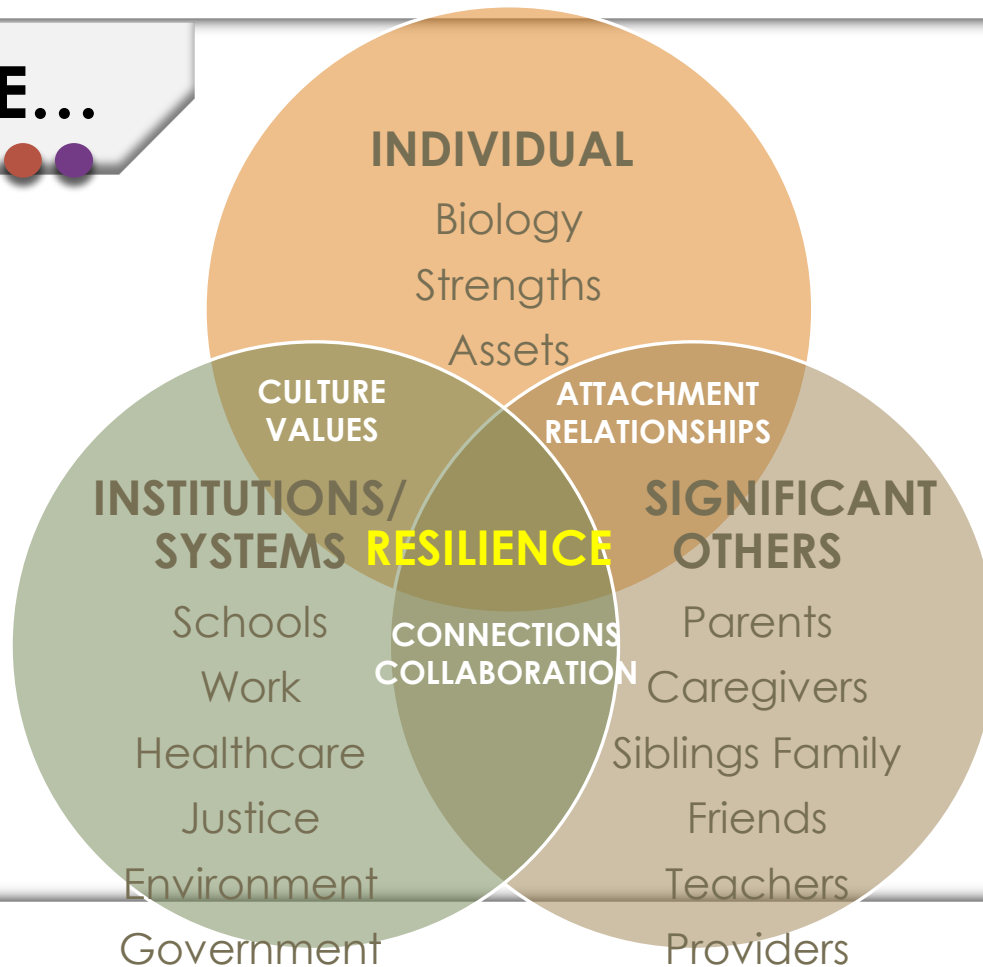 E...
INDIVIDUAL
Biology
Strengths
Assets
CULTURE
VALUES
ATTACHMENT
RELATIONSHIPS
INSTITUTIONS/
SYSTEMS
Schools
Work
Healthcare
Justice
Environment
Government
RESILIENCE
CONNECTIONS
COLLABORATION
SIGNIFICANT
OTHERS
Parents
Caregivers
Siblings Family
Friends
Teachers
Providers